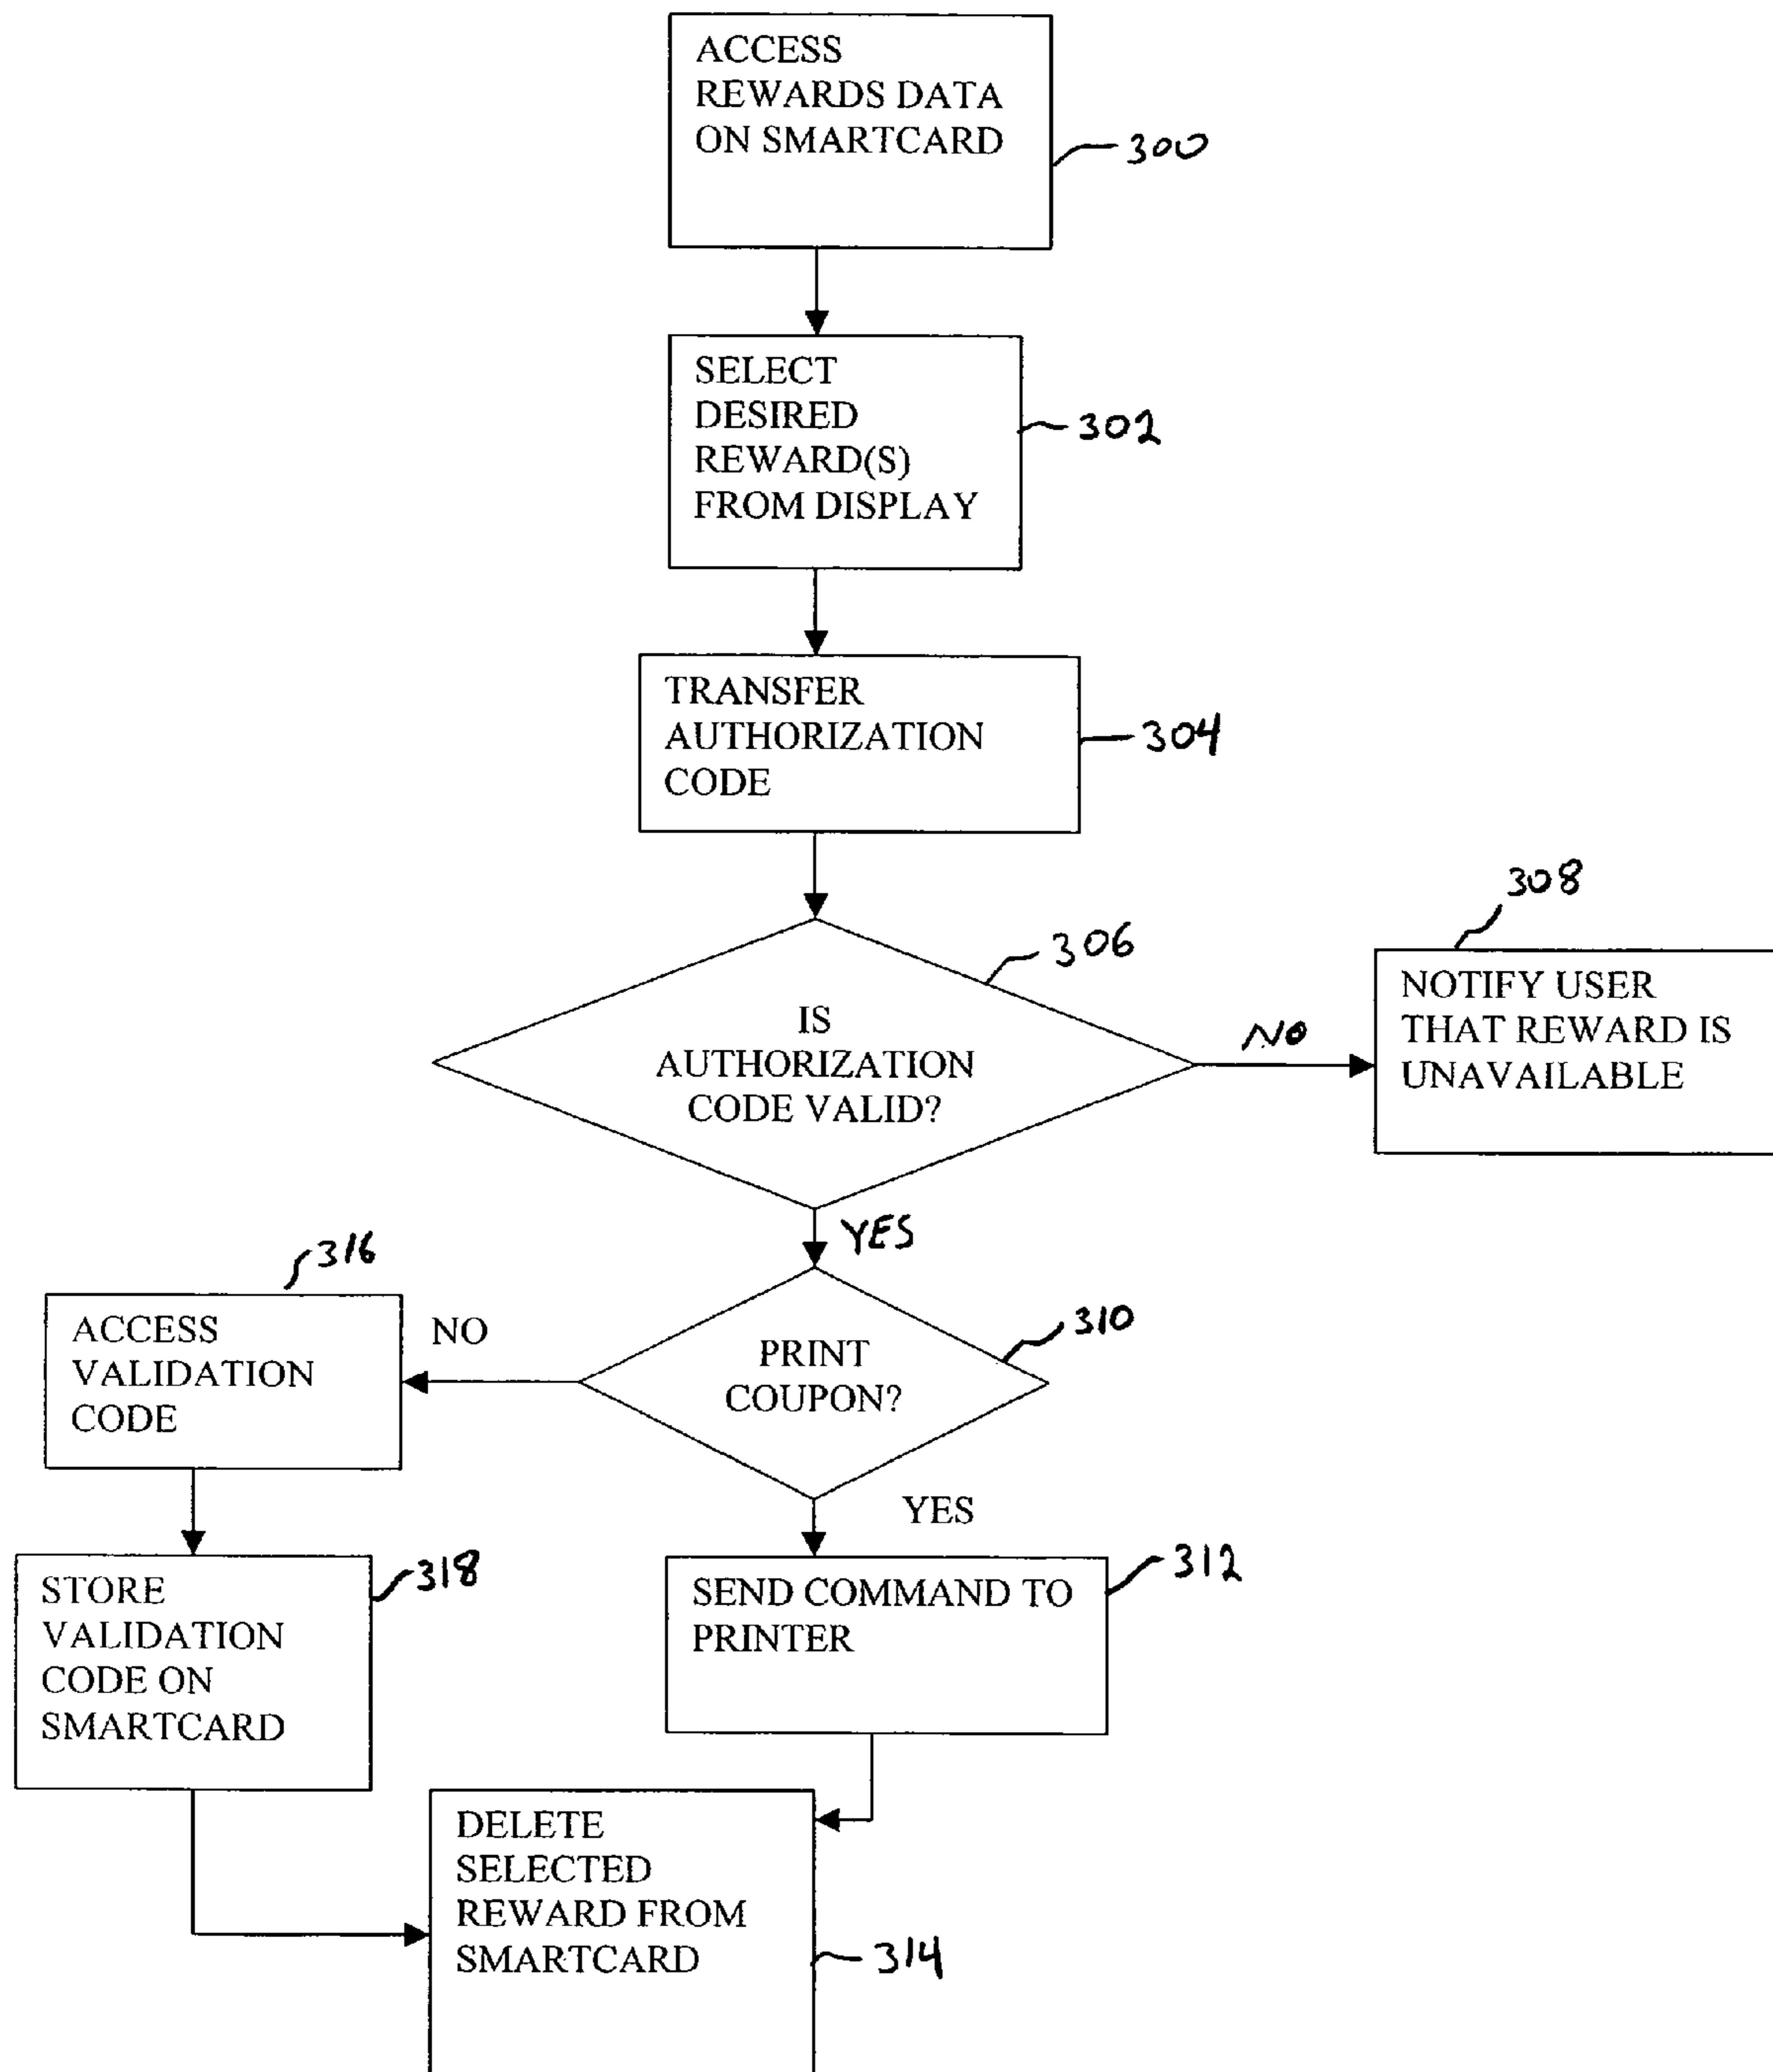 ACCESS
REWARDS DATA
ON SMARTCARD
300
SELECT
DESIRED
REWARD(S)
FROM DISPLAY
302
TRANSFER
AUTHORIZATION
CODE
304
308
306
NOTIFY USER
THAT REWARD IS
UNAVAILABLE
IS
AUTHORIZATION
CODE VALID?
NO
YES
316
310
ACCESS
VALIDATION
CODE
NO
PRINT
COUPON?
YES
318
STORE
VALIDATION
CODE ON
SMARTCARD
312
SEND COMMAND TO
PRINTER
DELETE
SELECTED
REWARD FROM
SMARTCARD
314